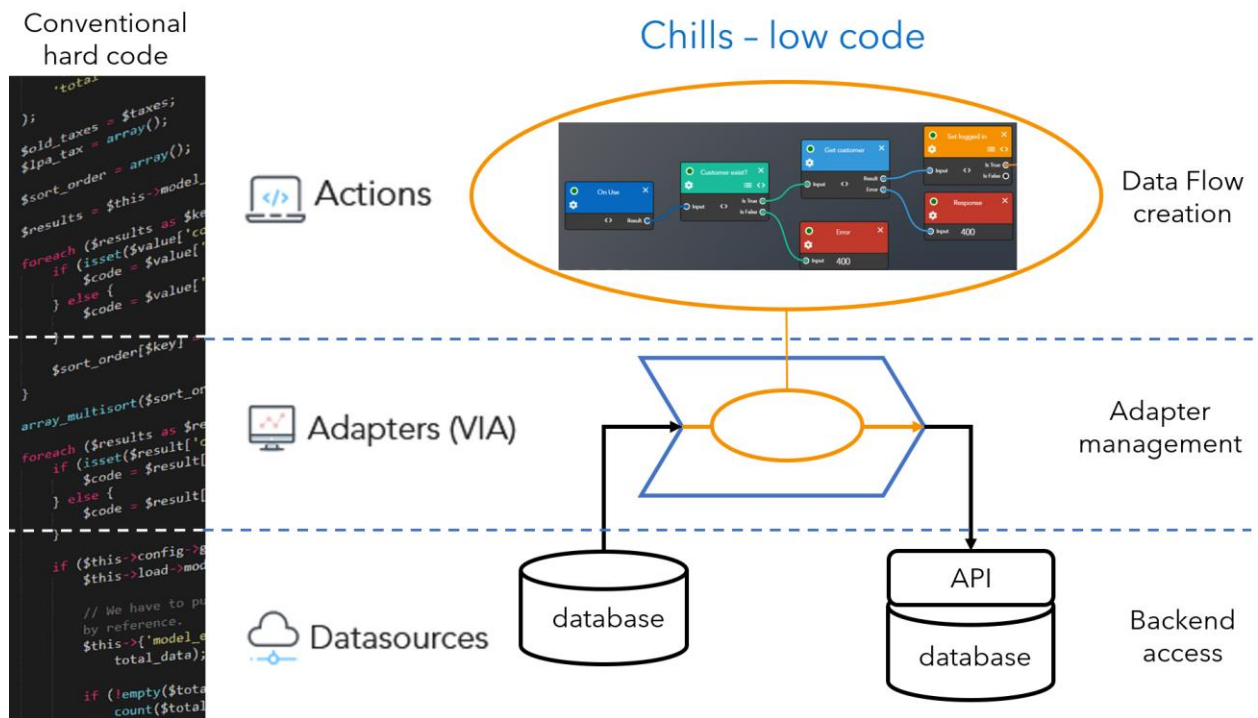 Conventional
hard code
Chills – low code
'total
);
$old_taxes = $taxes;
$lpa_tax = array();
$sort_order = array();
$results = $this->model_
foreach ($results as $ke
if (isset($value['co
$code = $value['
} else {
$code = $value['
}
$sort_order[$key] =
}
array_multisort($sort_or
foreach ($results as $re
if (isset($result['c
$code = $result[
} else {
$code = $result[
}
if ($this->config->g
$this->load->mod
// We have to pu
by reference.
$this->{'model_e
total_data);
if (!empty($tota
count($total
Actions
On Use
Result
Customer exist?
Input
Is True
Is False
Get customer
Input
Result
Error
Set logged in
Input
Is True
Is False
Error
Input 400
Response
Input 400
Data Flow
creation
Adapters (VIA)
Adapter
management
Datasources
database
API
database
Backend
access